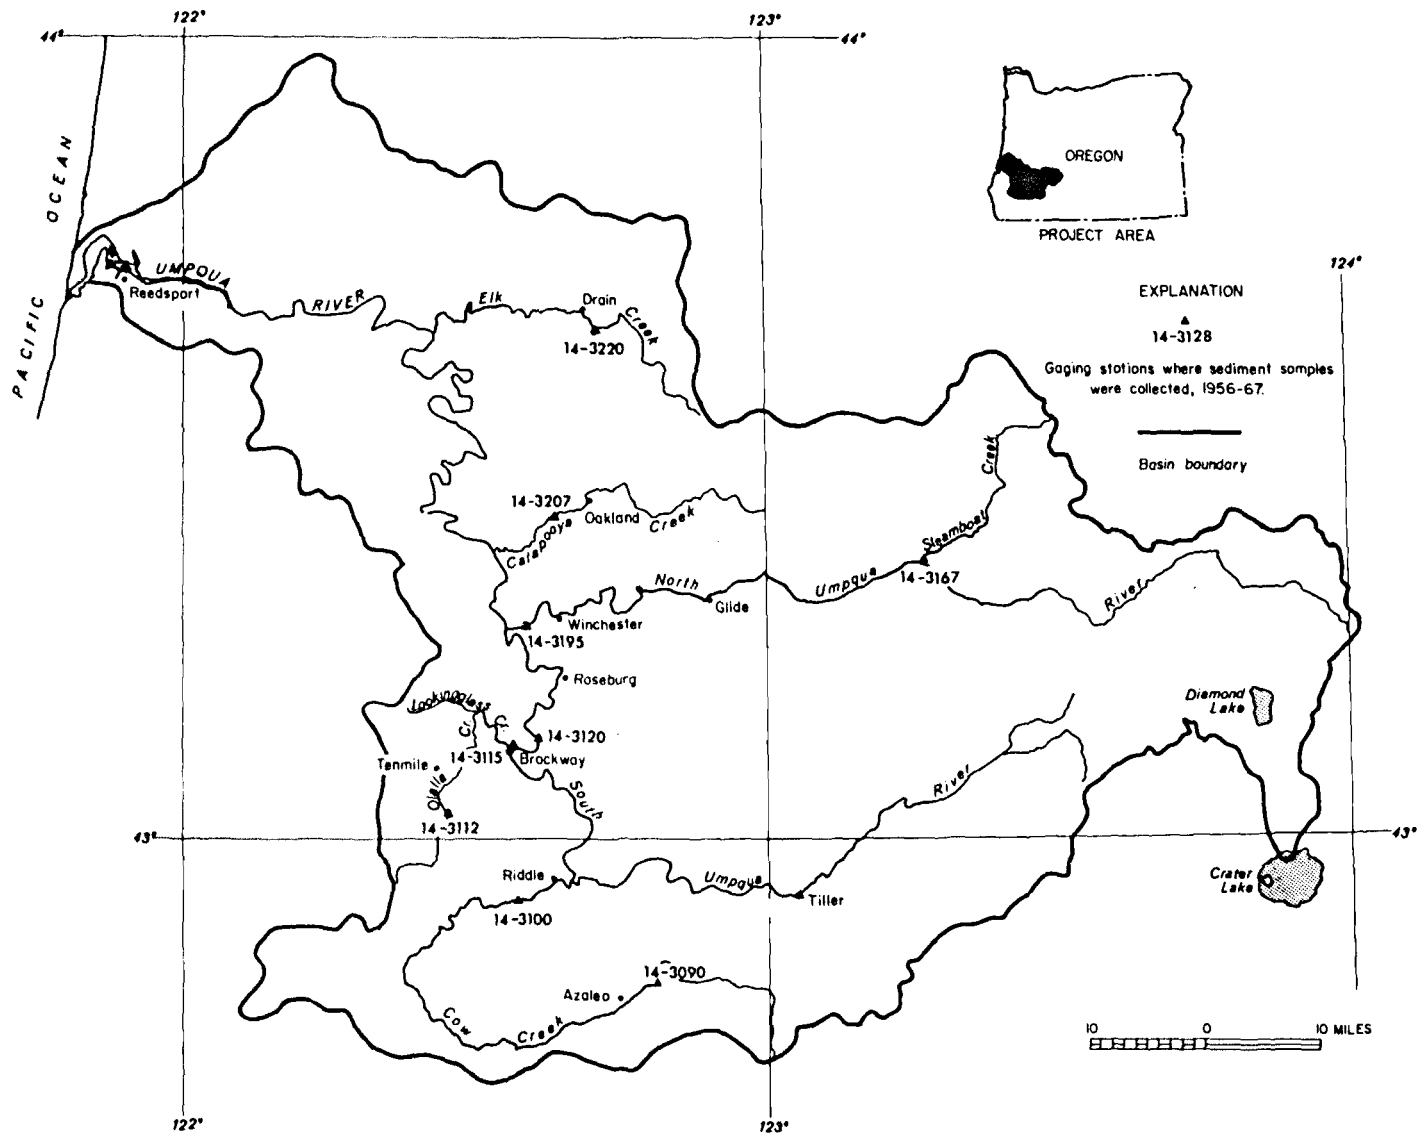 122°
123°
44°
44°
PACIFIC OCEAN
OREGON
PROJECT AREA
124°
EXPLANATION
14-3128
Gaging stations where sediment samples
were collected, 1956-67.
Basin boundary
UMPQUA RIVER
Reedsport
Elk Creek
Drain
14-3220
14-3207
Oakland
Calapooya Creek
Steamboat Creek
14-3167
North Umpqua River
Glide
Winchester
14-3195
Roseburg
Lookingglass Cr.
14-3120
14-3115
Brockway
Tenmile
Olalla Cr.
14-3112
Diamond
Lake
South Umpqua River
43°
43°
Riddle
Tiller
14-3100
Crater
Lake
14-3090
Azalea
Cow Creek
10 0 10 MILES
122°
123°